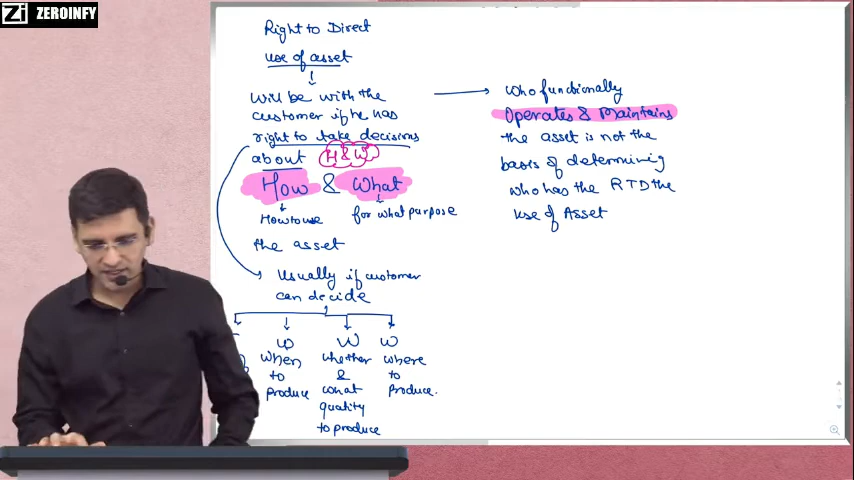 Zi ZEROINFY
Right to Direct
use of asset
Will be with the
customer if he has
right to take decisions
about H & W
How & What
How to use for what purpose
the asset
Usually if customer
can decide
W W W
When whether where
to & to
produce what produce.
quality
to produce
Who functionally
Operates & Maintains
the asset is not the
basis of determining
who has the RTD the
use of Asset